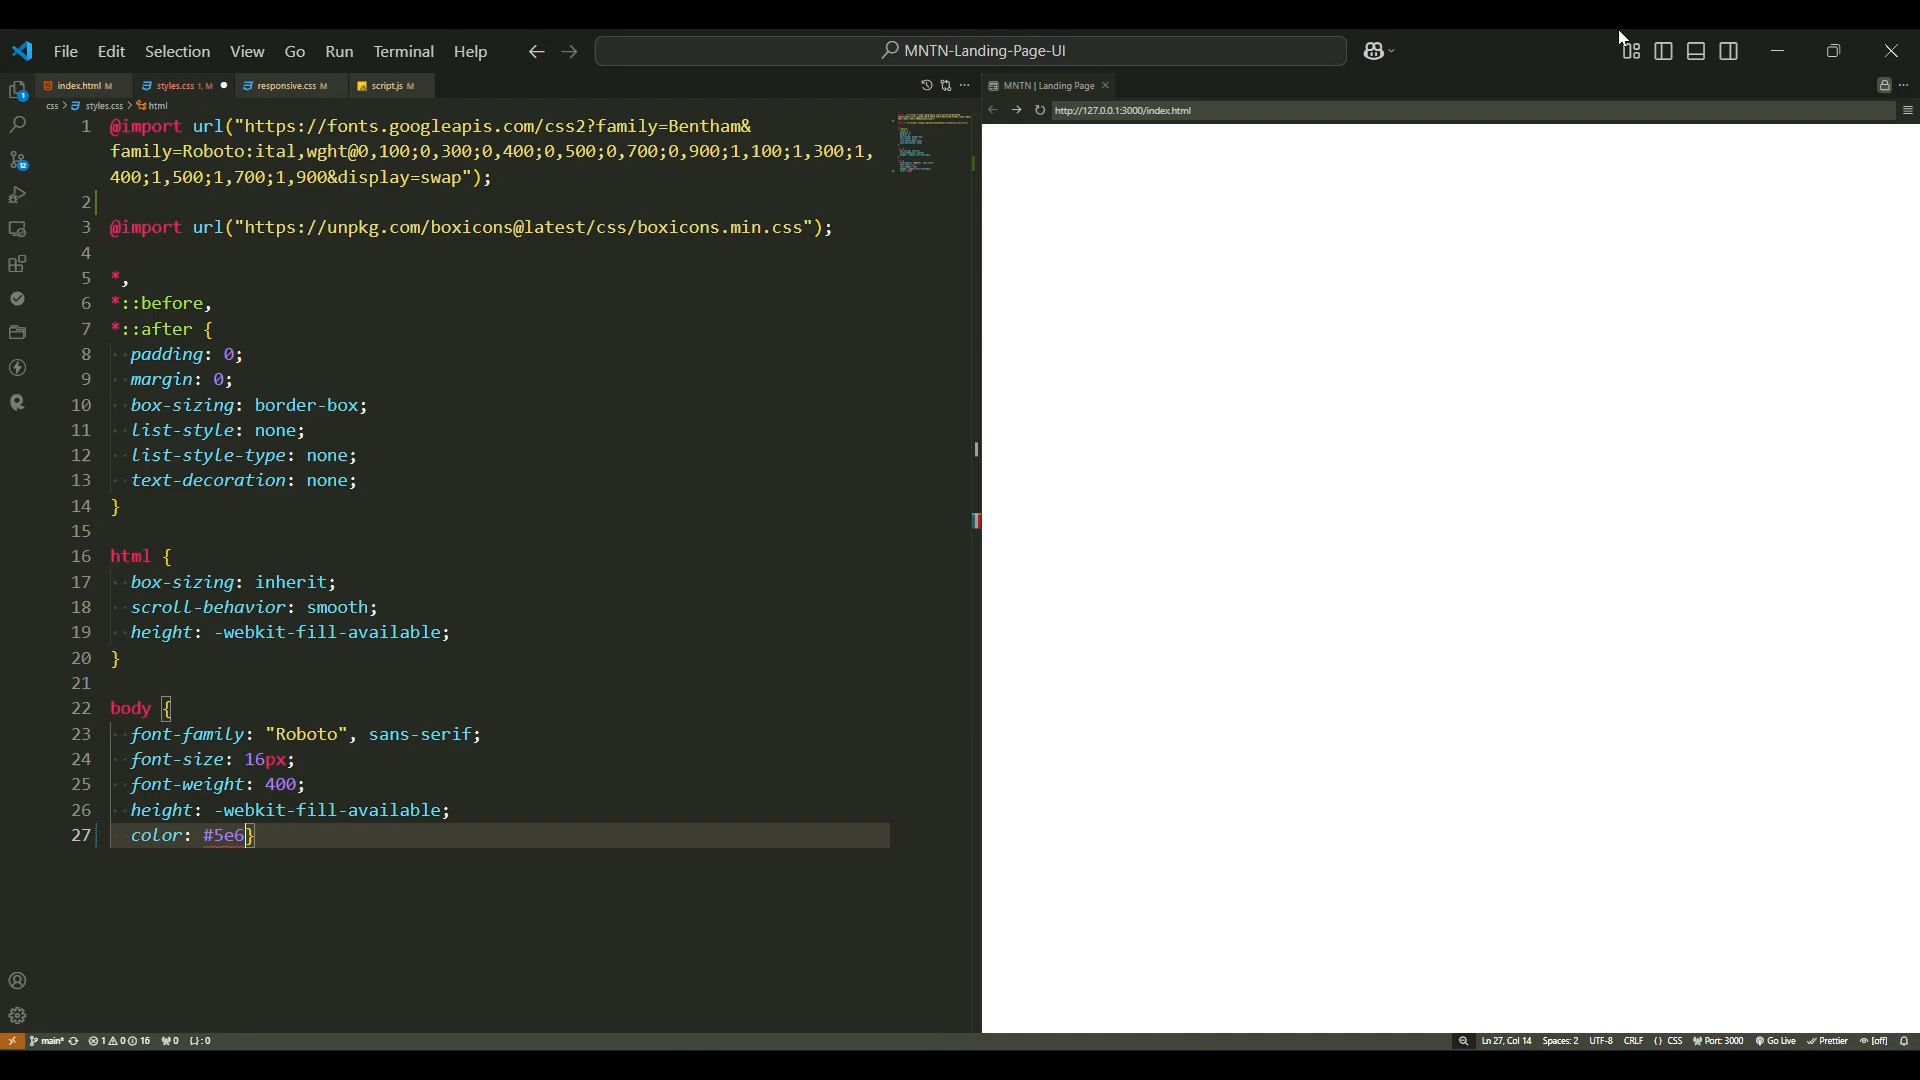 File Edit Selection View Go Run Terminal Help
MNTN-Landing-Page-UI
index.html M
styles.css 1, M
responsive.css M
script.js M
css > styles.css > html
MNTN | Landing Page
http://127.0.0.1:3000/index.html
1 @import url("https://fonts.googleapis.com/css2?family=Bentham&
family=Roboto:ital,wght@0,100;0,300;0,400;0,500;0,700;0,900;1,100;1,300;1,
400;1,500;1,700;1,900&display=swap");
2
3 @import url("https://unpkg.com/boxicons@latest/css/boxicons.min.css");
4
5 *,
6 *::before,
7 *::after {
8 padding: 0;
9 margin: 0;
10 box-sizing: border-box;
11 list-style: none;
12 list-style-type: none;
13 text-decoration: none;
14 }
15
16 html {
17 box-sizing: inherit;
18 scroll-behavior: smooth;
19 height: -webkit-fill-available;
20 }
21
22 body {
23 font-family: "Roboto", sans-serif;
24 font-size: 16px;
25 font-weight: 400;
26 height: -webkit-fill-available;
27 color: #5e6}
1
12
main* 1 0 16 0 {.} : 0
Ln 27, Col 14 Spaces: 2 UTF-8 CRLF {} CSS Port: 3000 Go Live Prettier [off]